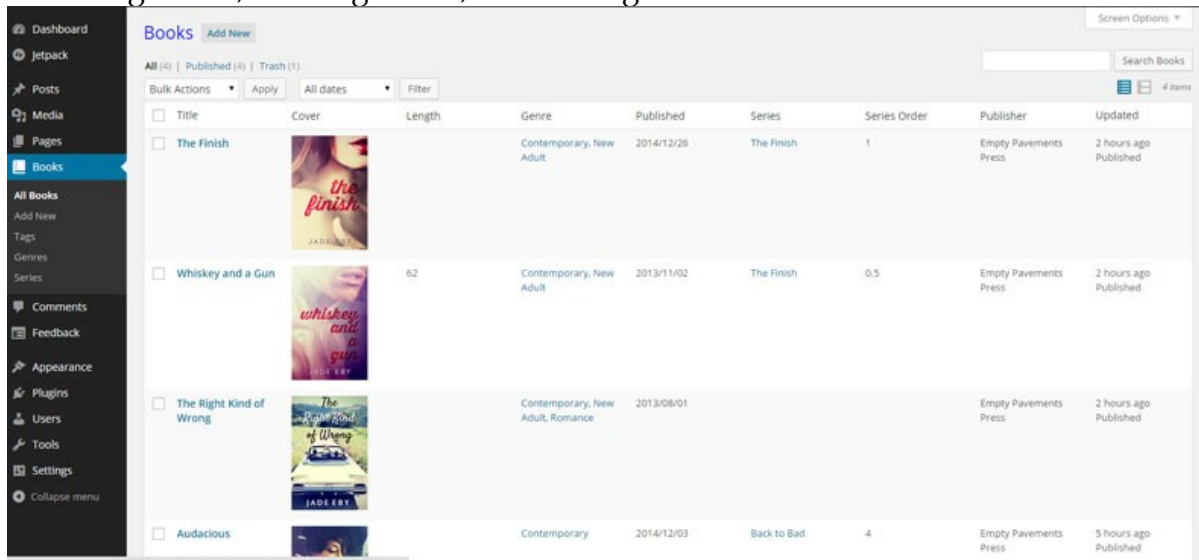 Screen Options ▼
Dashboard
Jetpack
Posts
Media
Pages
Books
All Books
Add New
Tags
Genres
Series
Comments
Feedback
Appearance
Plugins
Users
Tools
Settings
Collapse menu
Books Add New
All (4) | Published (4) | Trash (1)
Search Books
Bulk Actions ▼ Apply All dates ▼ Filter 4 items
Title Cover Length Genre Published Series Series Order Publisher Updated
The Finish Contemporary, New 2014/12/26 The Finish 1 Empty Pavements 2 hours ago
Adult Press Published
the
finish
Whiskey and a Gun 62 Contemporary, New 2013/11/02 The Finish 0.5 Empty Pavements 2 hours ago
Adult Press Published
whiskey
and
a
gun
JADE EBY
The Right Kind of Contemporary, New 2013/08/01 Empty Pavements 2 hours ago
Wrong Adult, Romance Press Published
The
Right Kind
of Wrong
JADE EBY
Audacious Contemporary 2014/12/03 Back to Bad 4 Empty Pavements 5 hours ago
Press Published